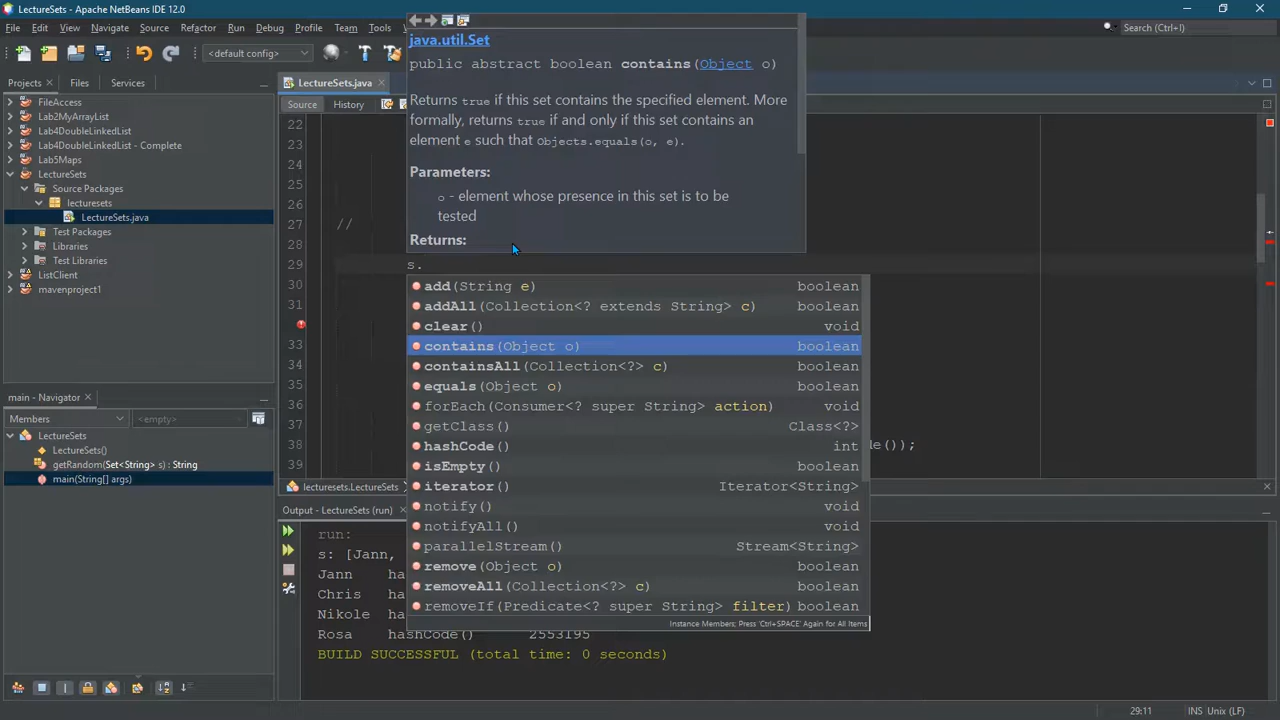 LectureSets - Apache NetBeans IDE 12.0
File Edit View Navigate Source Refactor Run Debug Profile Team Tools
Search (Ctrl+I)
<default config>
Projects Files Services
FileAccess
Lab2MyArrayList
Lab4DoubleLinkedList
Lab4DoubleLinkedList - Complete
Lab5Maps
LectureSets
Source Packages
lecturesets
LectureSets.java
Test Packages
Libraries
Test Libraries
ListClient
mavenproject1
main - Navigator
Members
<empty>
LectureSets
LectureSets()
getRandom(Set<String> s) : String
main(String[] args)
LectureSets.java
Source History
22
23
24
25
26
27 //
28
29 s.
30
31
33
34
35
36
37
38 e());
39
java.util.Set
public abstract boolean contains(Object o)
Returns true if this set contains the specified element. More
formally, returns true if and only if this set contains an
element e such that Objects.equals(o, e).
Parameters:
o - element whose presence in this set is to be
tested
Returns:
add(String e) boolean
addAll(Collection<? extends String> c) boolean
clear() void
contains(Object o) boolean
containsAll(Collection<?> c) boolean
equals(Object o) boolean
forEach(Consumer<? super String> action) void
getClass() Class<?>
hashCode() int
isEmpty() boolean
iterator() Iterator<String>
notify() void
notifyAll() void
parallelStream() Stream<String>
remove(Object o) boolean
removeAll(Collection<?> c) boolean
removeIf(Predicate<? super String> filter) boolean
Instance Members; Press 'Ctrl+SPACE' Again for All Items
lecturesets.LectureSets
Output - LectureSets (run)
run:
s: [Jann,
Jann ha
Chris ha
Nikole ha
Rosa hashCode() 2553195
BUILD SUCCESSFUL (total time: 0 seconds)
29:11 INS Unix (LF)